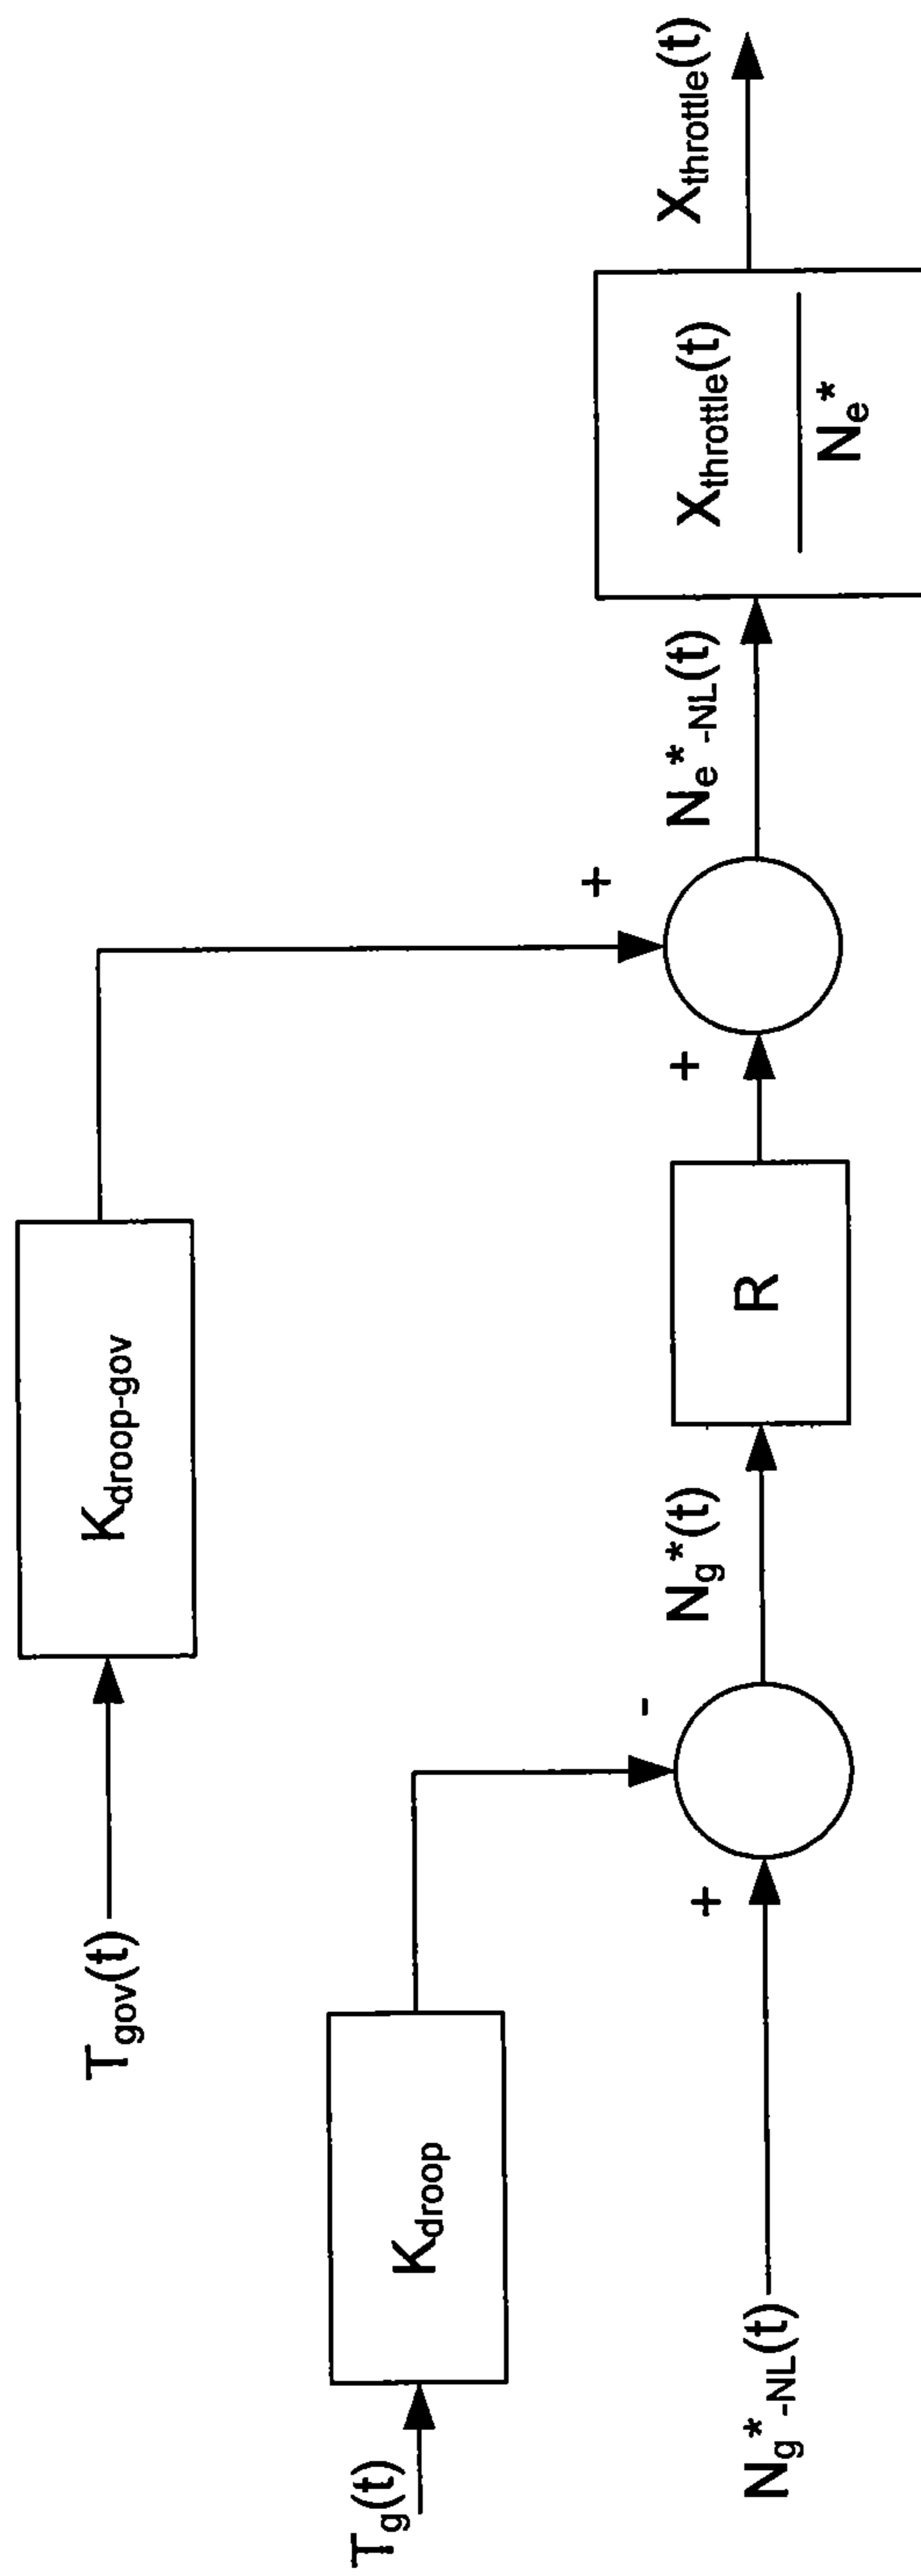 T_gov(t)
K_droop-gov
T_g(t)
K_droop
+
-
+
+
N_g*_-NL(t)
N_g*(t)
R
N_e*_-NL(t)
X_throttle(t)
N_e*
X_throttle(t)